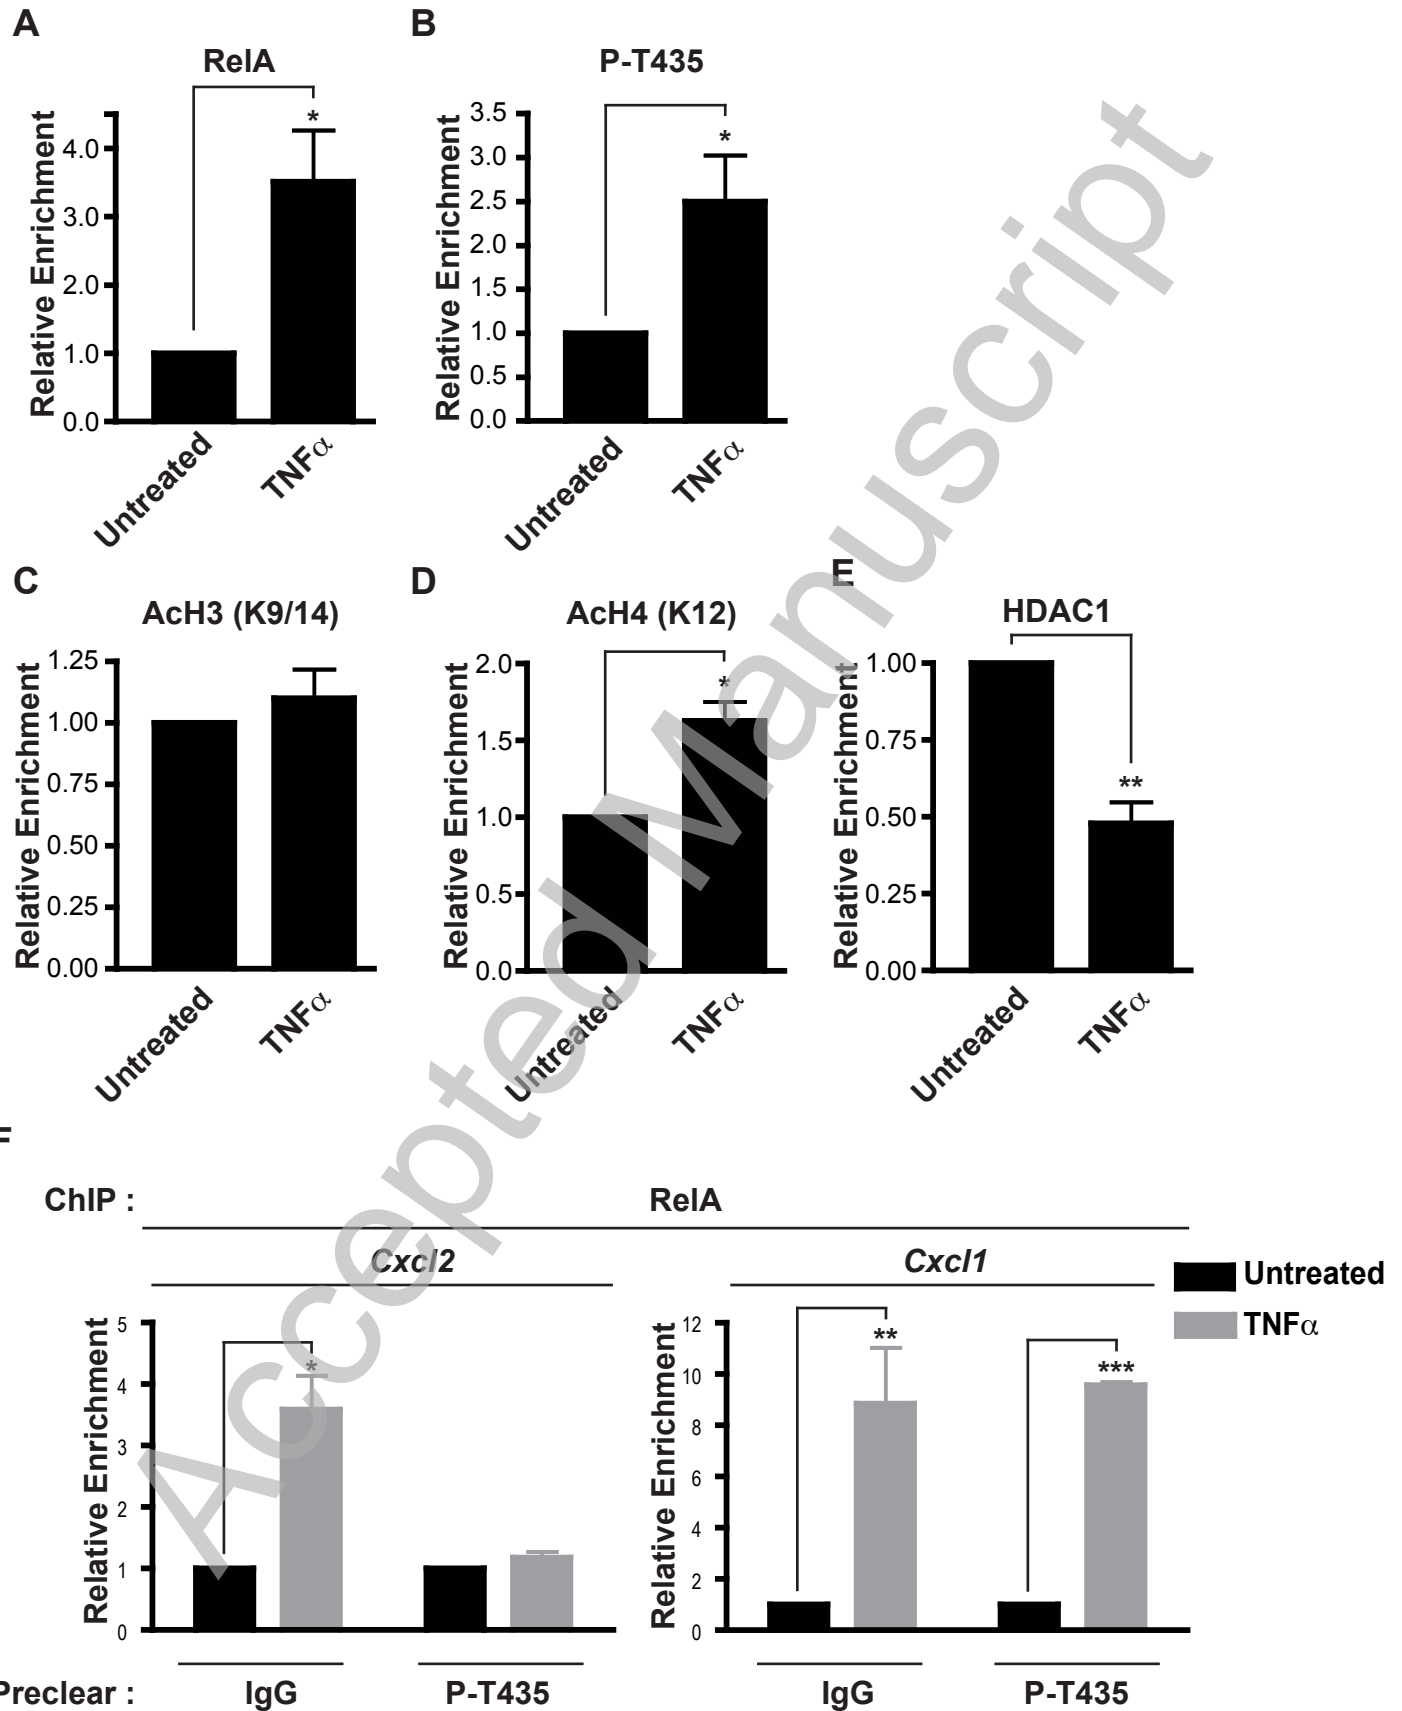 A
RelA
Relative Enrichment
4.0
3.0
2.0
1.0
0.0
*
Untreated
TNFα
B
P-T435
Relative Enrichment
3.5
3.0
2.5
2.0
1.5
1.0
0.5
0.0
*
Untreated
TNFα
C
AcH3 (K9/14)
Relative Enrichment
1.25
1.00
0.75
0.50
0.25
0.00
Untreated
TNFα
D
AcH4 (K12)
Relative Enrichment
2.0
1.5
1.0
0.5
0.0
*
Untreated
TNFα
E
HDAC1
Relative Enrichment
1.00
0.75
0.50
0.25
0.00
**
Untreated
TNFα
F
ChIP : RelA
Cxcl2
Relative Enrichment
5
4
3
2
1
0
*
Cxcl1
Relative Enrichment
12
10
8
6
4
2
0
**
***
Untreated
TNFα
Preclear : IgG P-T435 IgG P-T435
Accepted Manuscript